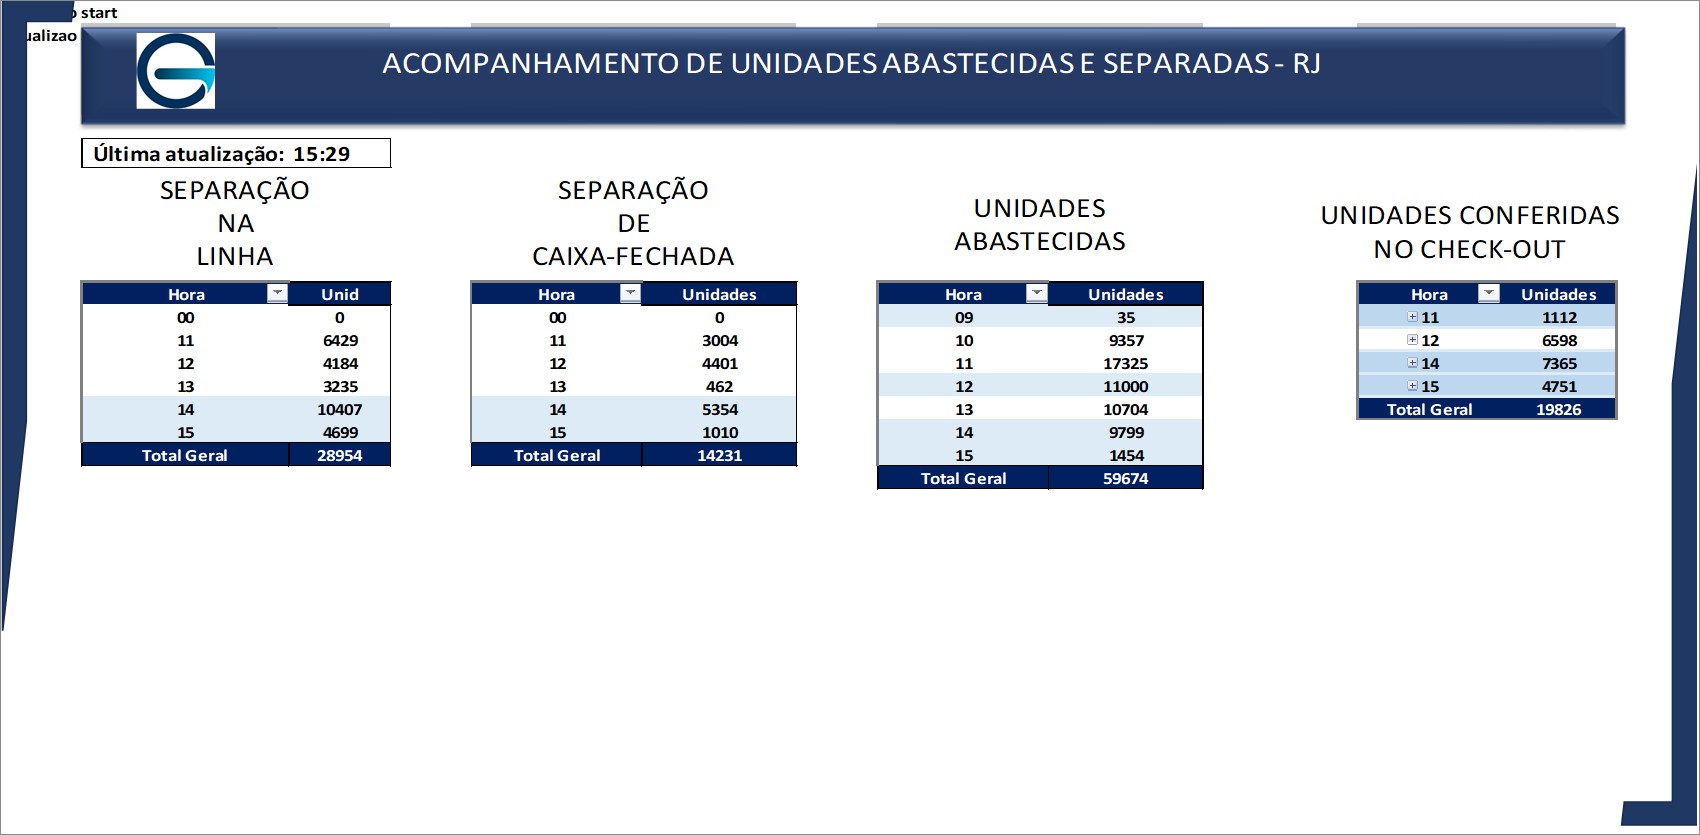 start
ualizao
ACOMPANHAMENTO DE UNIDADES ABASTECIDAS E SEPARADAS - RJ
Última atualização: 15:29
SEPARAÇÃO
NA
LINHA
Hora Unid
00 0
11 6429
12 4184
13 3235
14 10407
15 4699
Total Geral 28954
SEPARAÇÃO
DE
CAIXA-FECHADA
Hora Unidades
00 0
11 3004
12 4401
13 462
14 5354
15 1010
Total Geral 14231
UNIDADES
ABASTECIDAS
Hora Unidades
09 35
10 9357
11 17325
12 11000
13 10704
14 9799
15 1454
Total Geral 59674
UNIDADES CONFERIDAS
NO CHECK-OUT
Hora Unidades
11 1112
12 6598
14 7365
15 4751
Total Geral 19826